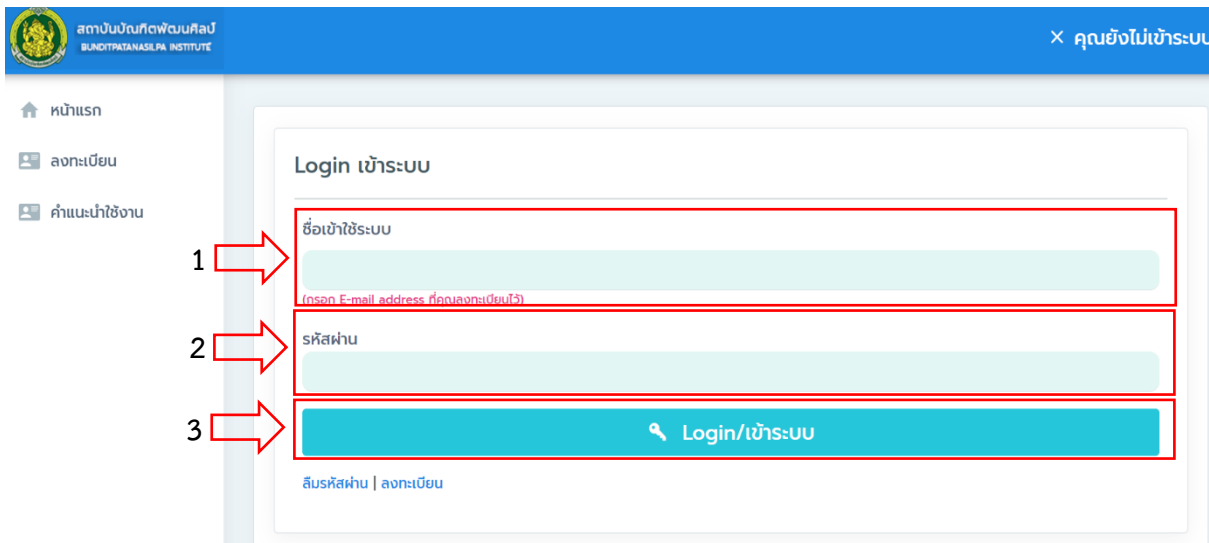 สถาบันบัณฑิตพัฒนศิลป์
BUNDITPATANASILPA INSTITUTE
× คุณยังไม่เข้าระบบ
หน้าแรก
ลงทะเบียน
คำแนะนำใช้งาน
Login เข้าระบบ
ชื่อเข้าใช้ระบบ
1
(กรอก E-mail address ที่คุณลงทะเบียนไว้)
รหัสผ่าน
2
3
Login/เข้าระบบ
ลืมรหัสผ่าน | ลงทะเบียน